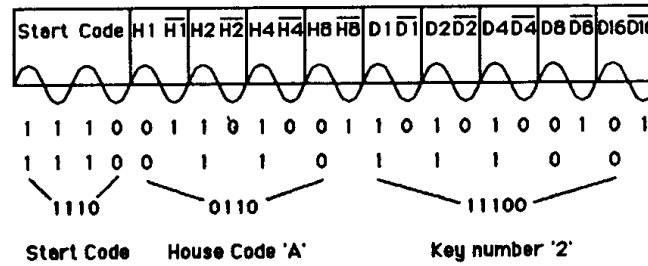 Start Code H1 H̅1̅ H2 H̅2̅ H4 H̅4̅ H8 H̅8̅ D1 D̅1̅ D2 D̅2̅ D4 D̅4̅ D8 D̅8̅ D16 D̅1̅6̅
1 1 1 0 0 1 1 0 1 0 0 1 1 0 1 0 1 0 0 1 0 1
1 1 1 0 0 1 1 0 1 1 1 0 0
1110 0110 11100
Start Code House Code 'A' Key number '2'